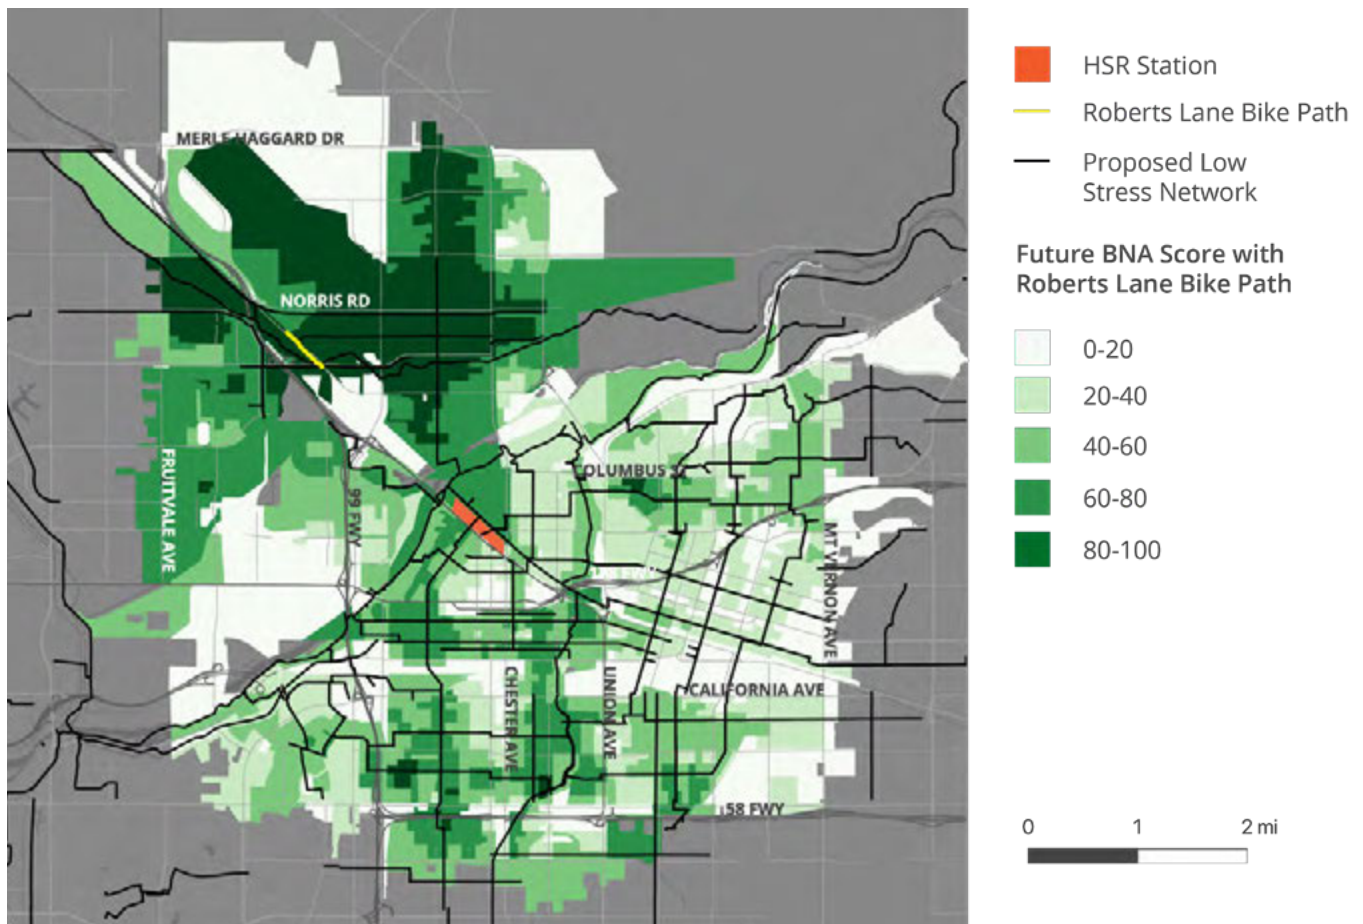 MERLE HAGGARD DR
NORRIS RD
FRUITVALE AVE
99 FWY
COLUMBUS
MT VERNON AVE
CHESTER AVE
UNION AVE
CALIFORNIA AVE
58 FWY
HSR Station
Roberts Lane Bike Path
Proposed Low
Stress Network
Future BNA Score with
Roberts Lane Bike Path
0-20
20-40
40-60
60-80
80-100
0 1 2 mi